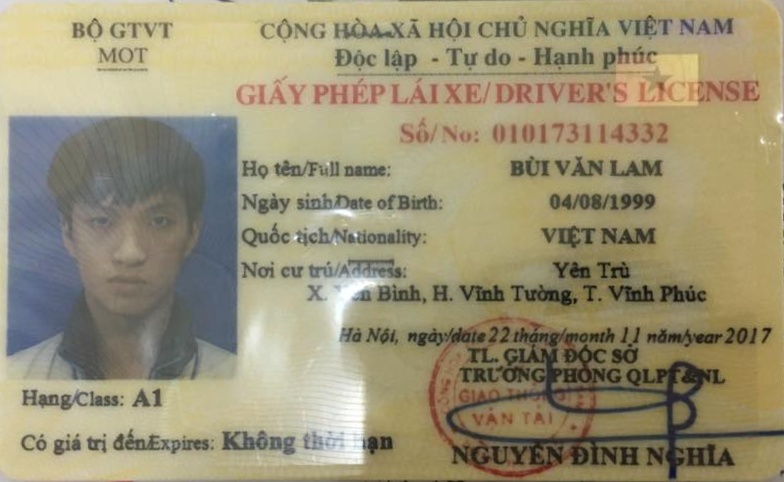 BỘ GTVT
MOT
CỘNG HÒA XÃ HỘI CHỦ NGHĨA VIỆT NAM
Độc lập - Tự do - Hạnh phúc
GIẤY PHÉP LÁI XE/ DRIVER'S LICENSE
Số/No: 010173114332
Họ tên/Full name: BÙI VĂN LAM
Ngày sinh/Date of Birth: 04/08/1999
Quốc tịch/Nationality: VIỆT NAM
Nơi cư trú/Address: Yên Trù
X. Yên Bình, H. Vĩnh Tường, T. Vĩnh Phúc
Hà Nội, ngày/date 22 tháng/month 11 năm/year 2017
TL. GIÁM ĐỐC SỞ
TRƯỞNG PHÒNG QLPT&NL
GIAO THÔNG
VẬN TẢI
NGUYỄN ĐÌNH NGHĨA
Hạng/Class: A1
Có giá trị đến/Expires: Không thời hạn